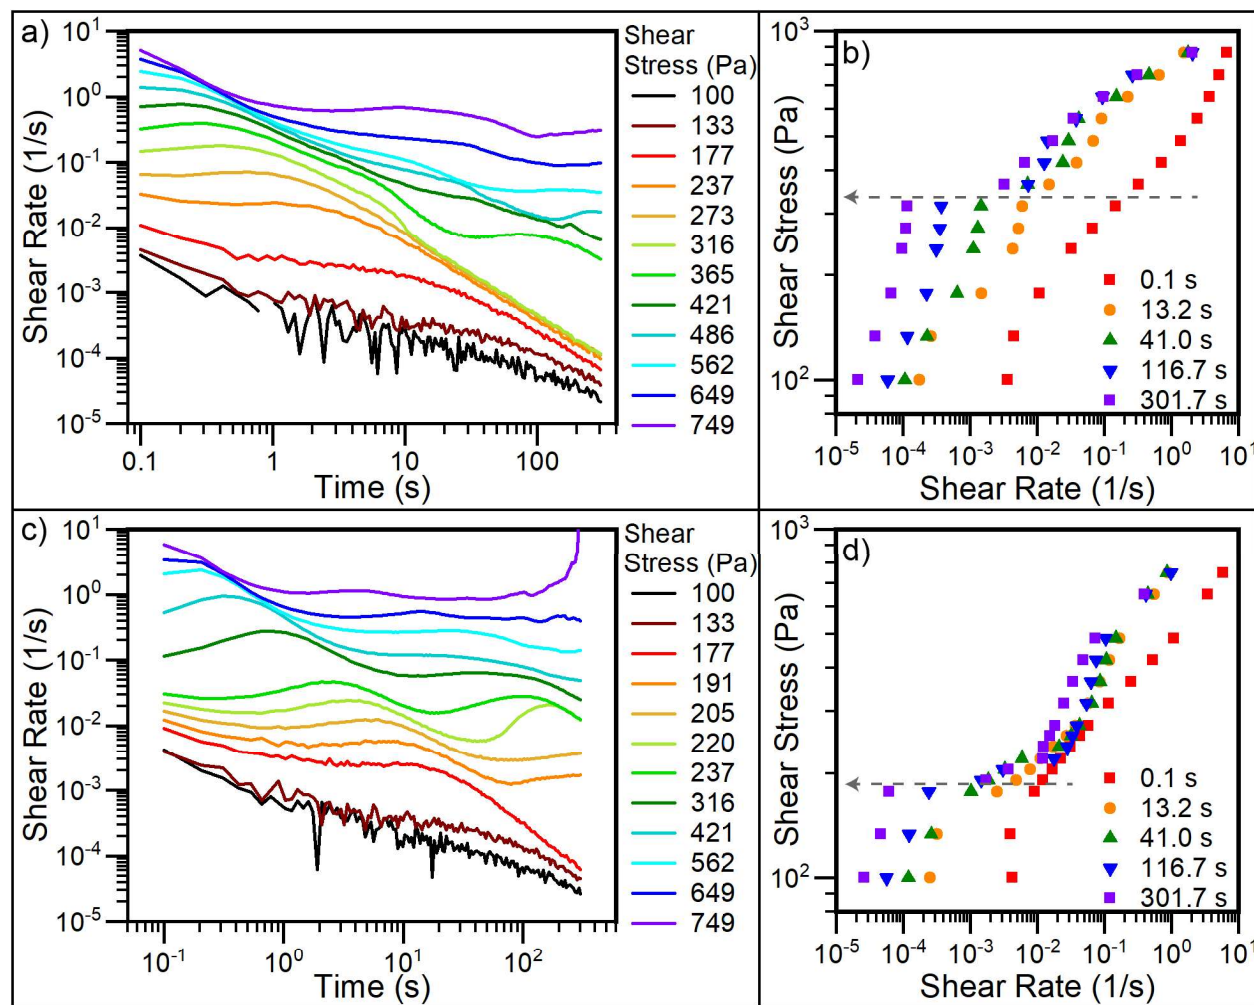 a)
Shear Rate (1/s)
10¹
10⁰
10⁻¹
10⁻²
10⁻³
10⁻⁴
10⁻⁵
0.1
1
10
100
Time (s)
Shear
Stress (Pa)
100
133
177
237
273
316
365
421
486
562
649
749
b)
Shear Stress (Pa)
10³
10²
10⁻⁵
10⁻⁴
10⁻³
10⁻²
10⁻¹
10⁰
10¹
Shear Rate (1/s)
0.1 s
13.2 s
41.0 s
116.7 s
301.7 s
c)
Shear Rate (1/s)
10¹
10⁰
10⁻¹
10⁻²
10⁻³
10⁻⁴
10⁻⁵
10⁻¹
10⁰
10¹
10²
Time (s)
Shear
Stress (Pa)
100
133
177
191
205
220
237
316
421
562
649
749
d)
Shear Stress (Pa)
10³
10²
10⁻⁵
10⁻⁴
10⁻³
10⁻²
10⁻¹
10⁰
10¹
Shear Rate (1/s)
0.1 s
13.2 s
41.0 s
116.7 s
301.7 s